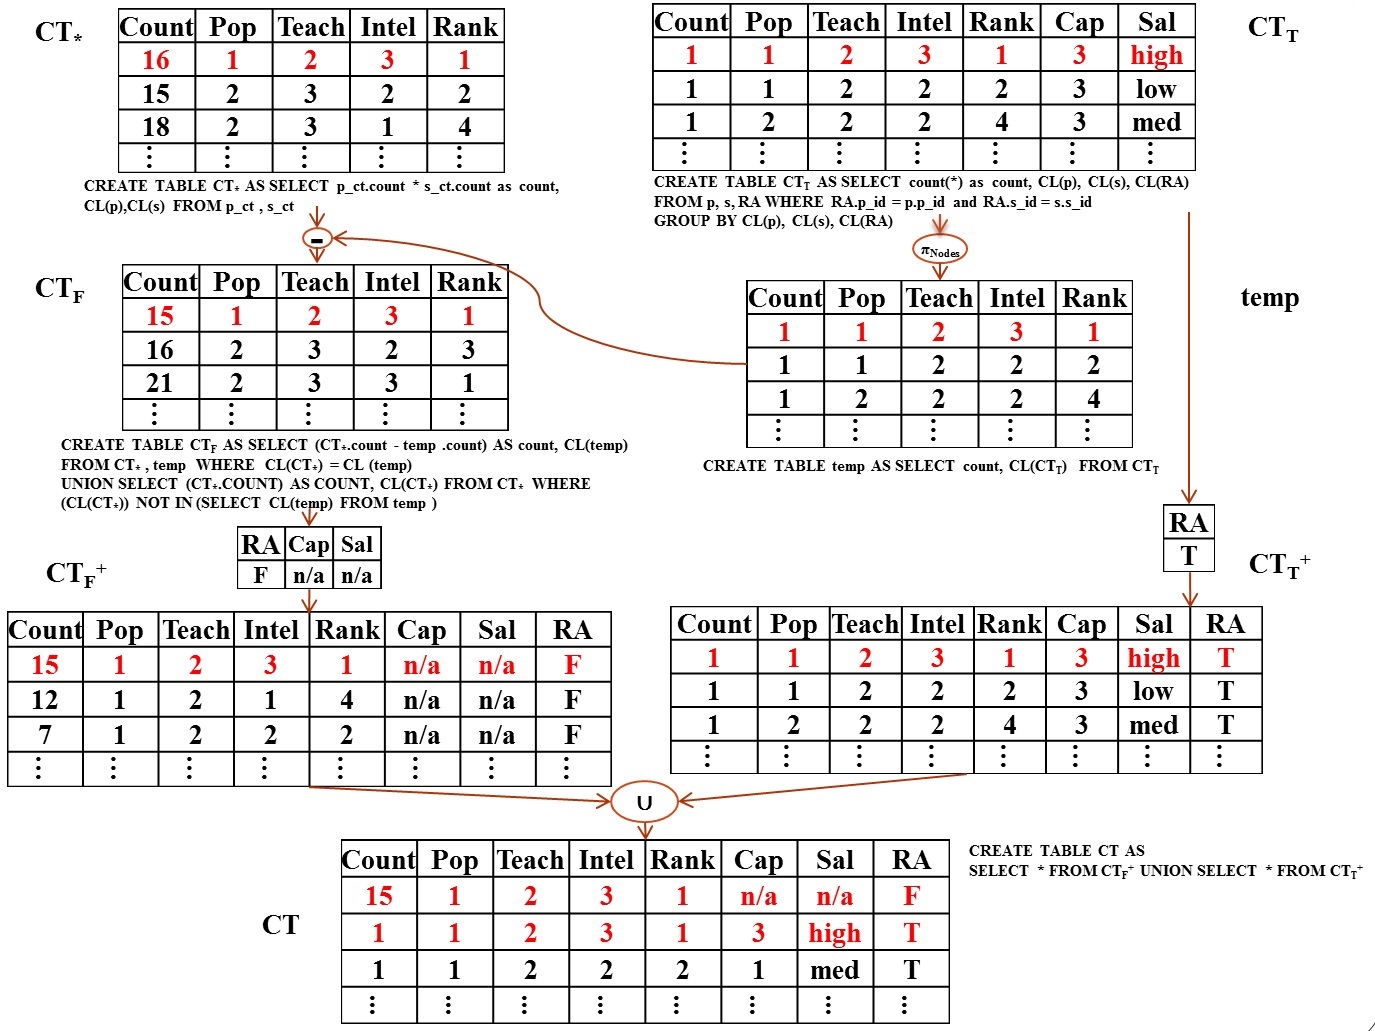 CT*
Count Pop Teach Intel Rank
16 1 2 3 1
15 2 3 2 2
18 2 3 1 4
⋮ ⋮ ⋮ ⋮ ⋮
CREATE TABLE CT* AS SELECT p_ct.count * s_ct.count as count,
CL(p),CL(s) FROM p_ct , s_ct
CT_T
Count Pop Teach Intel Rank Cap Sal
1 1 2 3 1 3 high
1 1 2 2 2 3 low
1 2 2 2 4 3 med
⋮ ⋮ ⋮ ⋮ ⋮ ⋮ ⋮
CREATE TABLE CT_T AS SELECT count(*) as count, CL(p), CL(s), CL(RA)
FROM p, s, RA WHERE RA.p_id = p.p_id and RA.s_id = s.s_id
GROUP BY CL(p), CL(s), CL(RA)
-
π_Nodes
CT_F
Count Pop Teach Intel Rank
15 1 2 3 1
16 2 3 2 3
21 2 3 3 1
⋮ ⋮ ⋮ ⋮ ⋮
CREATE TABLE CT_F AS SELECT (CT*.count - temp .count) AS count, CL(temp)
FROM CT* , temp WHERE CL(CT*) = CL (temp)
UNION SELECT (CT*.COUNT) AS COUNT, CL(CT*) FROM CT* WHERE
(CL(CT*)) NOT IN (SELECT CL(temp) FROM temp )
temp
Count Pop Teach Intel Rank
1 1 2 3 1
1 1 2 2 2
1 2 2 2 4
⋮ ⋮ ⋮ ⋮ ⋮
CREATE TABLE temp AS SELECT count, CL(CT_T) FROM CT_T
RA Cap Sal
F n/a n/a
RA
T
CT_F⁺
Count Pop Teach Intel Rank Cap Sal RA
15 1 2 3 1 n/a n/a F
12 1 2 1 4 n/a n/a F
7 1 2 2 2 n/a n/a F
⋮ ⋮ ⋮ ⋮ ⋮ ⋮ ⋮ ⋮
CT_T⁺
Count Pop Teach Intel Rank Cap Sal RA
1 1 2 3 1 3 high T
1 1 2 2 2 3 low T
1 2 2 2 4 3 med T
⋮ ⋮ ⋮ ⋮ ⋮ ⋮ ⋮ ⋮
∪
CT
Count Pop Teach Intel Rank Cap Sal RA
15 1 2 3 1 n/a n/a F
1 1 2 3 1 3 high T
1 1 2 2 2 1 med T
⋮ ⋮ ⋮ ⋮ ⋮ ⋮ ⋮ ⋮
CREATE TABLE CT AS
SELECT * FROM CT_F⁺ UNION SELECT * FROM CT_T⁺